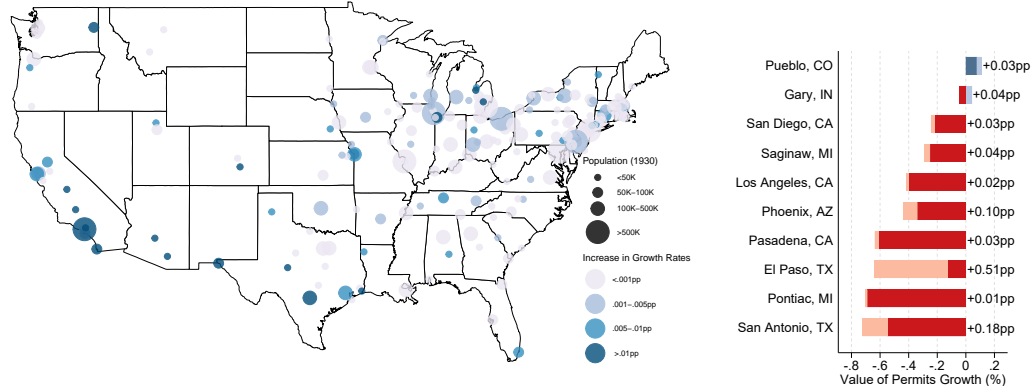 Population (1930)
<50K
50K–100K
100K–500K
>500K
Increase in Growth Rates
<.001pp
.001–.005pp
.005–.01pp
>.01pp
Pueblo, CO +0.03pp
Gary, IN +0.04pp
San Diego, CA +0.03pp
Saginaw, MI +0.04pp
Los Angeles, CA +0.02pp
Phoenix, AZ +0.10pp
Pasadena, CA +0.03pp
El Paso, TX +0.51pp
Pontiac, MI +0.01pp
San Antonio, TX +0.18pp
-.8 -.6 -.4 -.2 0 .2
Value of Permits Growth (%)